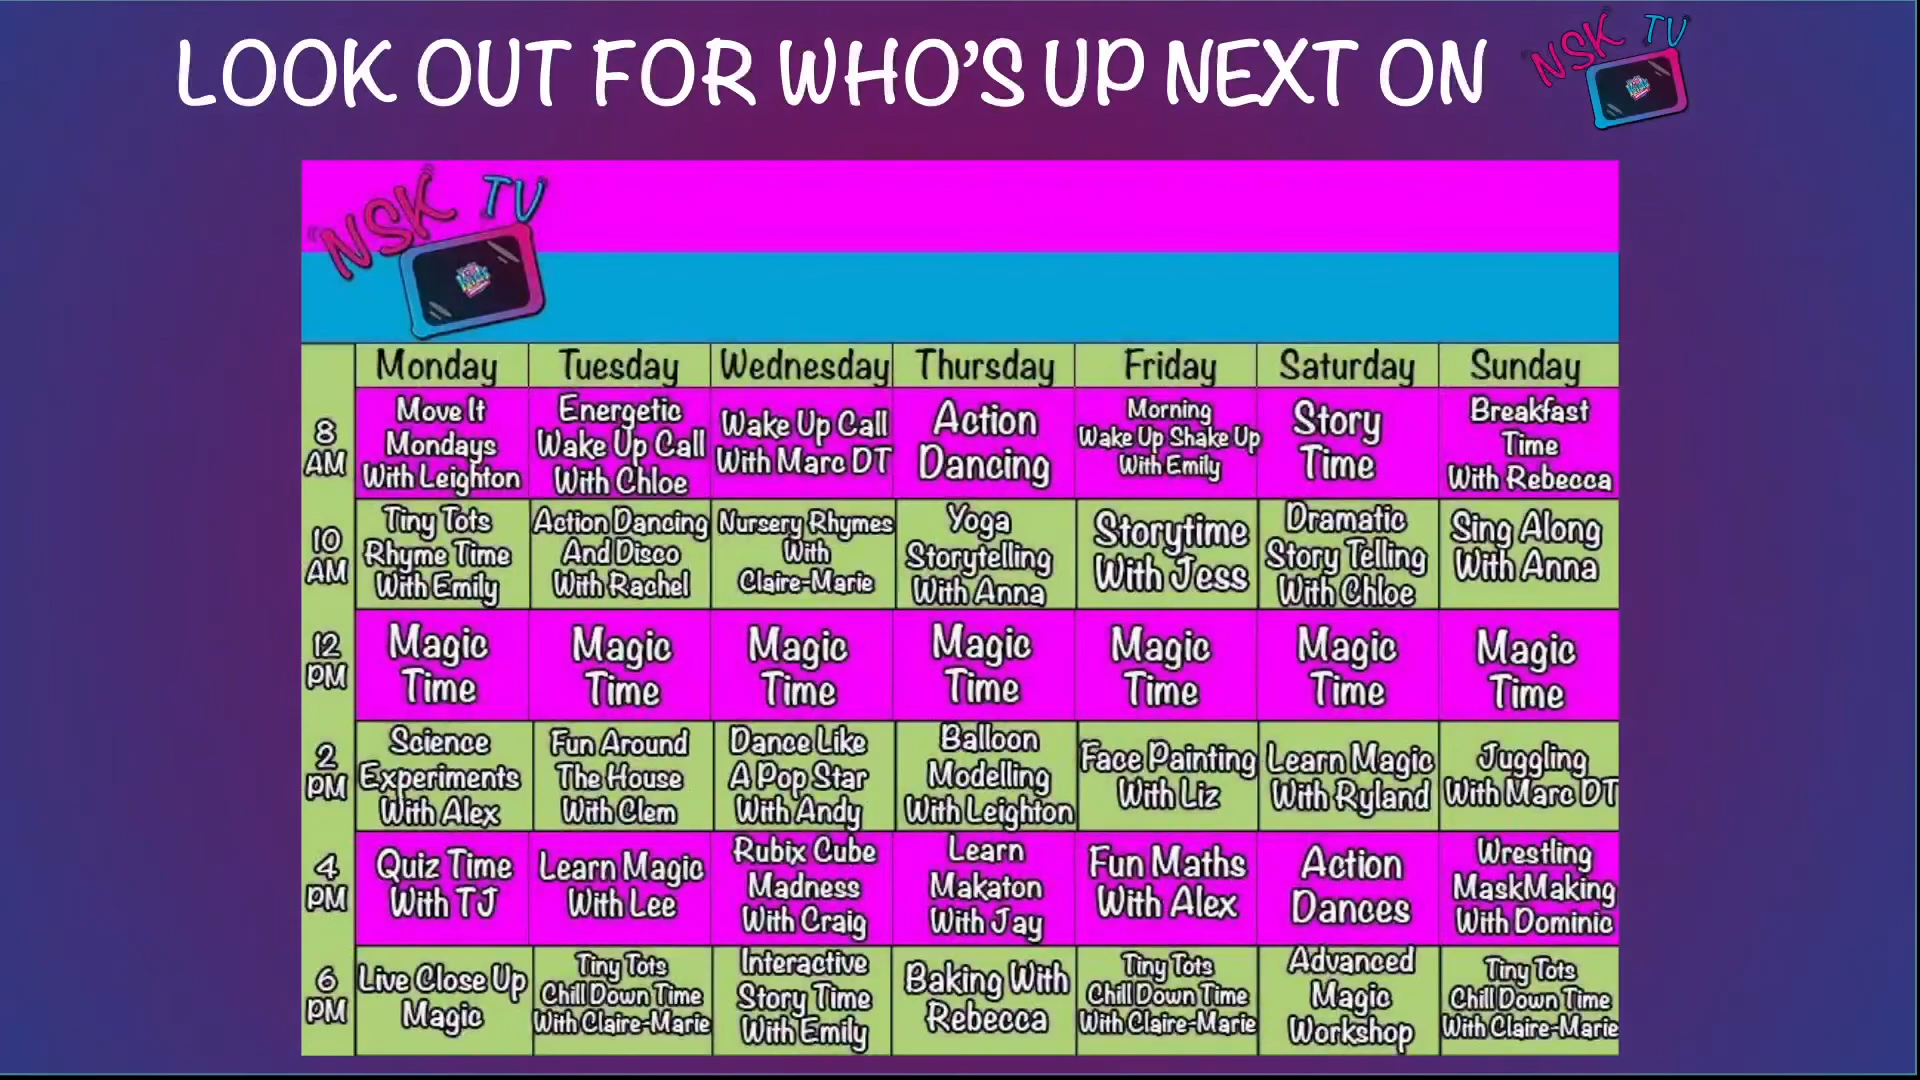 LOOK OUT FOR WHO'S UP NEXT ON
NSK TV
NSK TV
Monday Tuesday Wednesday Thursday Friday Saturday Sunday
8
AM
Move It
Mondays
With Leighton
Energetic
Wake Up Call
With Chloe
Wake Up Call
With Marc DT
Action
Dancing
Morning
Wake Up Shake Up
With Emily
Story
Time
Breakfast
Time
With Rebecca
10
AM
Tiny Tots
Rhyme Time
With Emily
Action Dancing
And Disco
With Rachel
Nursery Rhymes
With
Claire-Marie
Yoga
Storytelling
With Anna
Storytime
With Jess
Dramatic
Story Telling
With Chloe
Sing Along
With Anna
12
PM
Magic
Time
Magic
Time
Magic
Time
Magic
Time
Magic
Time
Magic
Time
Magic
Time
2
PM
Science
Experiments
With Alex
Fun Around
The House
With Clem
Dance Like
A Pop Star
With Andy
Balloon
Modelling
With Leighton
Face Painting
With Liz
Learn Magic
With Ryland
Juggling
With Marc DT
4
PM
Quiz Time
With TJ
Learn Magic
With Lee
Rubix Cube
Madness
With Craig
Learn
Makaton
With Jay
Fun Maths
With Alex
Action
Dances
Wrestling
MaskMaking
With Dominic
6
PM
Live Close Up
Magic
Tiny Tots
Chill Down Time
With Claire-Marie
Interactive
Story Time
With Emily
Baking With
Rebecca
Tiny Tots
Chill Down Time
With Claire-Marie
Advanced
Magic
Workshop
Tiny Tots
Chill Down Time
With Claire-Marie